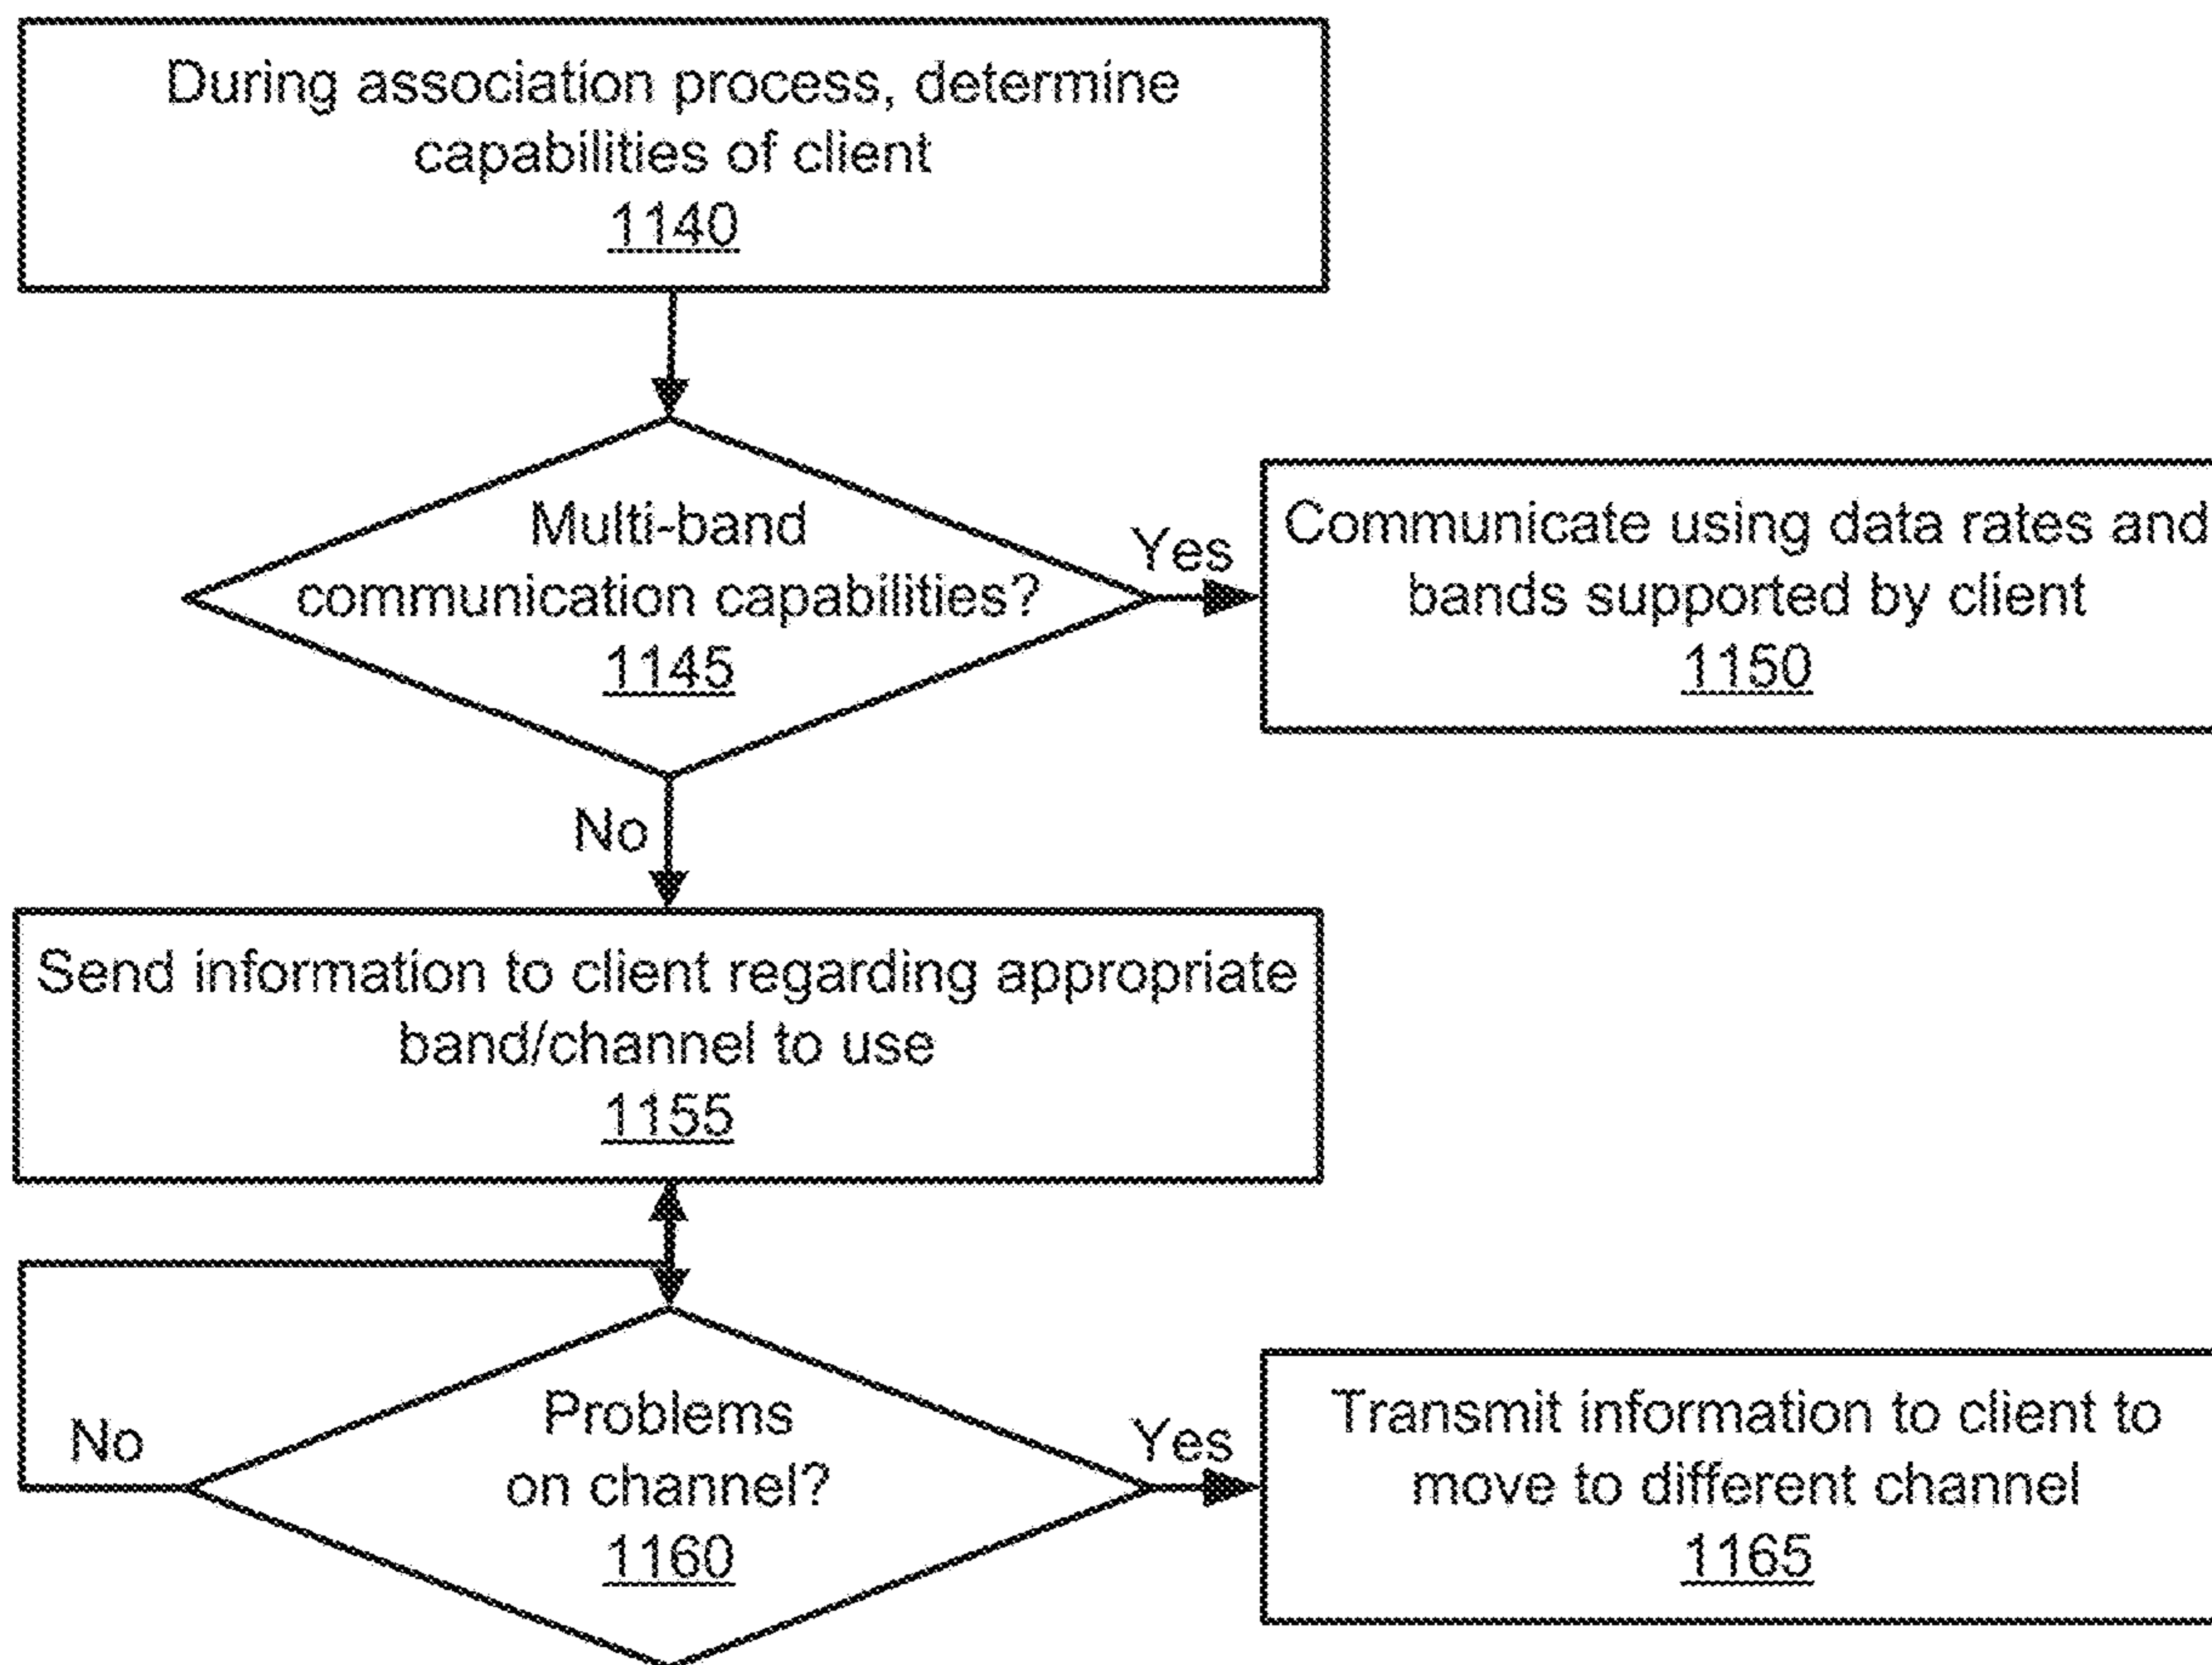 During association process, determine
capabilities of client
1140
Multi-band
communication capabilities?
1145
Yes
Communicate using data rates and
bands supported by client
1150
No
Send information to client regarding appropriate
band/channel to use
1155
No
Problems
on channel?
1160
Yes
Transmit information to client to
move to different channel
1165